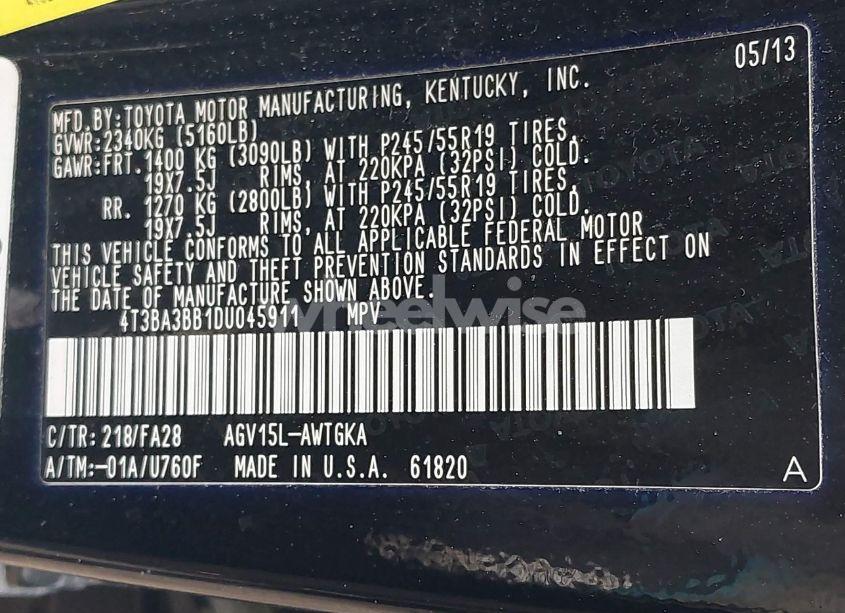 05/13
MFD.BY:TOYOTA MOTOR MANUFACTURING, KENTUCKY, INC.
GVWR:2340KG (5160LB)
GAWR:FRT.1400 KG (3090LB) WITH P245/55R19 TIRES,
19X7.5J RIMS, AT 220KPA (32PSI) COLD.
RR. 1270 KG (2800LB) WITH P245/55R19 TIRES,
19X7.5J RIMS, AT 220KPA (32PSI) COLD.
THIS VEHICLE CONFORMS TO ALL APPLICABLE FEDERAL MOTOR
VEHICLE SAFETY AND THEFT PREVENTION STANDARDS IN EFFECT ON
THE DATE OF MANUFACTURE SHOWN ABOVE.
4T3BA3BB1DU045911 MPV
wheelwise
C/TR: 218/FA28 AGV15L-AWTGKA
A/TM:-01A/U760F MADE IN U.S.A. 61820 A